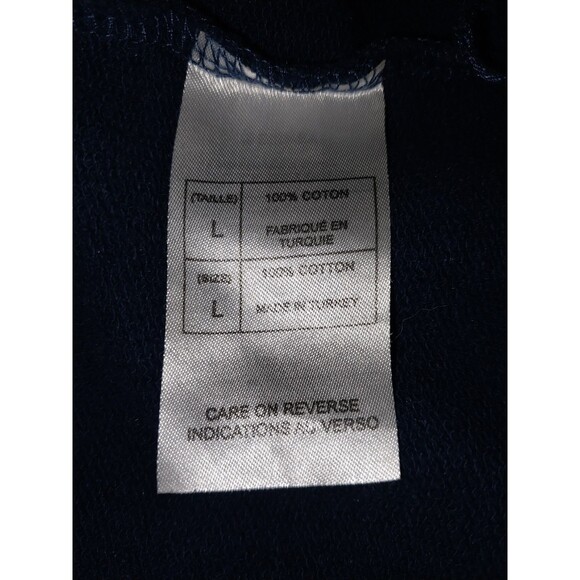 (TAILLE)
100% COTON
L
FABRIQUÉ EN
TURQUIE
(SIZE)
100% COTTON
L
MADE IN TURKEY
CARE ON REVERSE
INDICATIONS AU VERSO